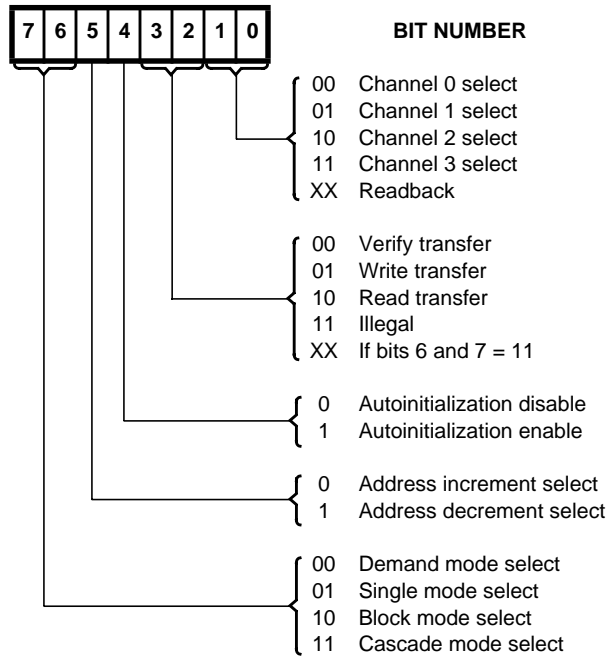 7 6 5 4 3 2 1 0 BIT NUMBER
00 Channel 0 select
01 Channel 1 select
10 Channel 2 select
11 Channel 3 select
XX Readback
00 Verify transfer
01 Write transfer
10 Read transfer
11 Illegal
XX If bits 6 and 7 = 11
0 Autoinitialization disable
1 Autoinitialization enable
0 Address increment select
1 Address decrement select
00 Demand mode select
01 Single mode select
10 Block mode select
11 Cascade mode select